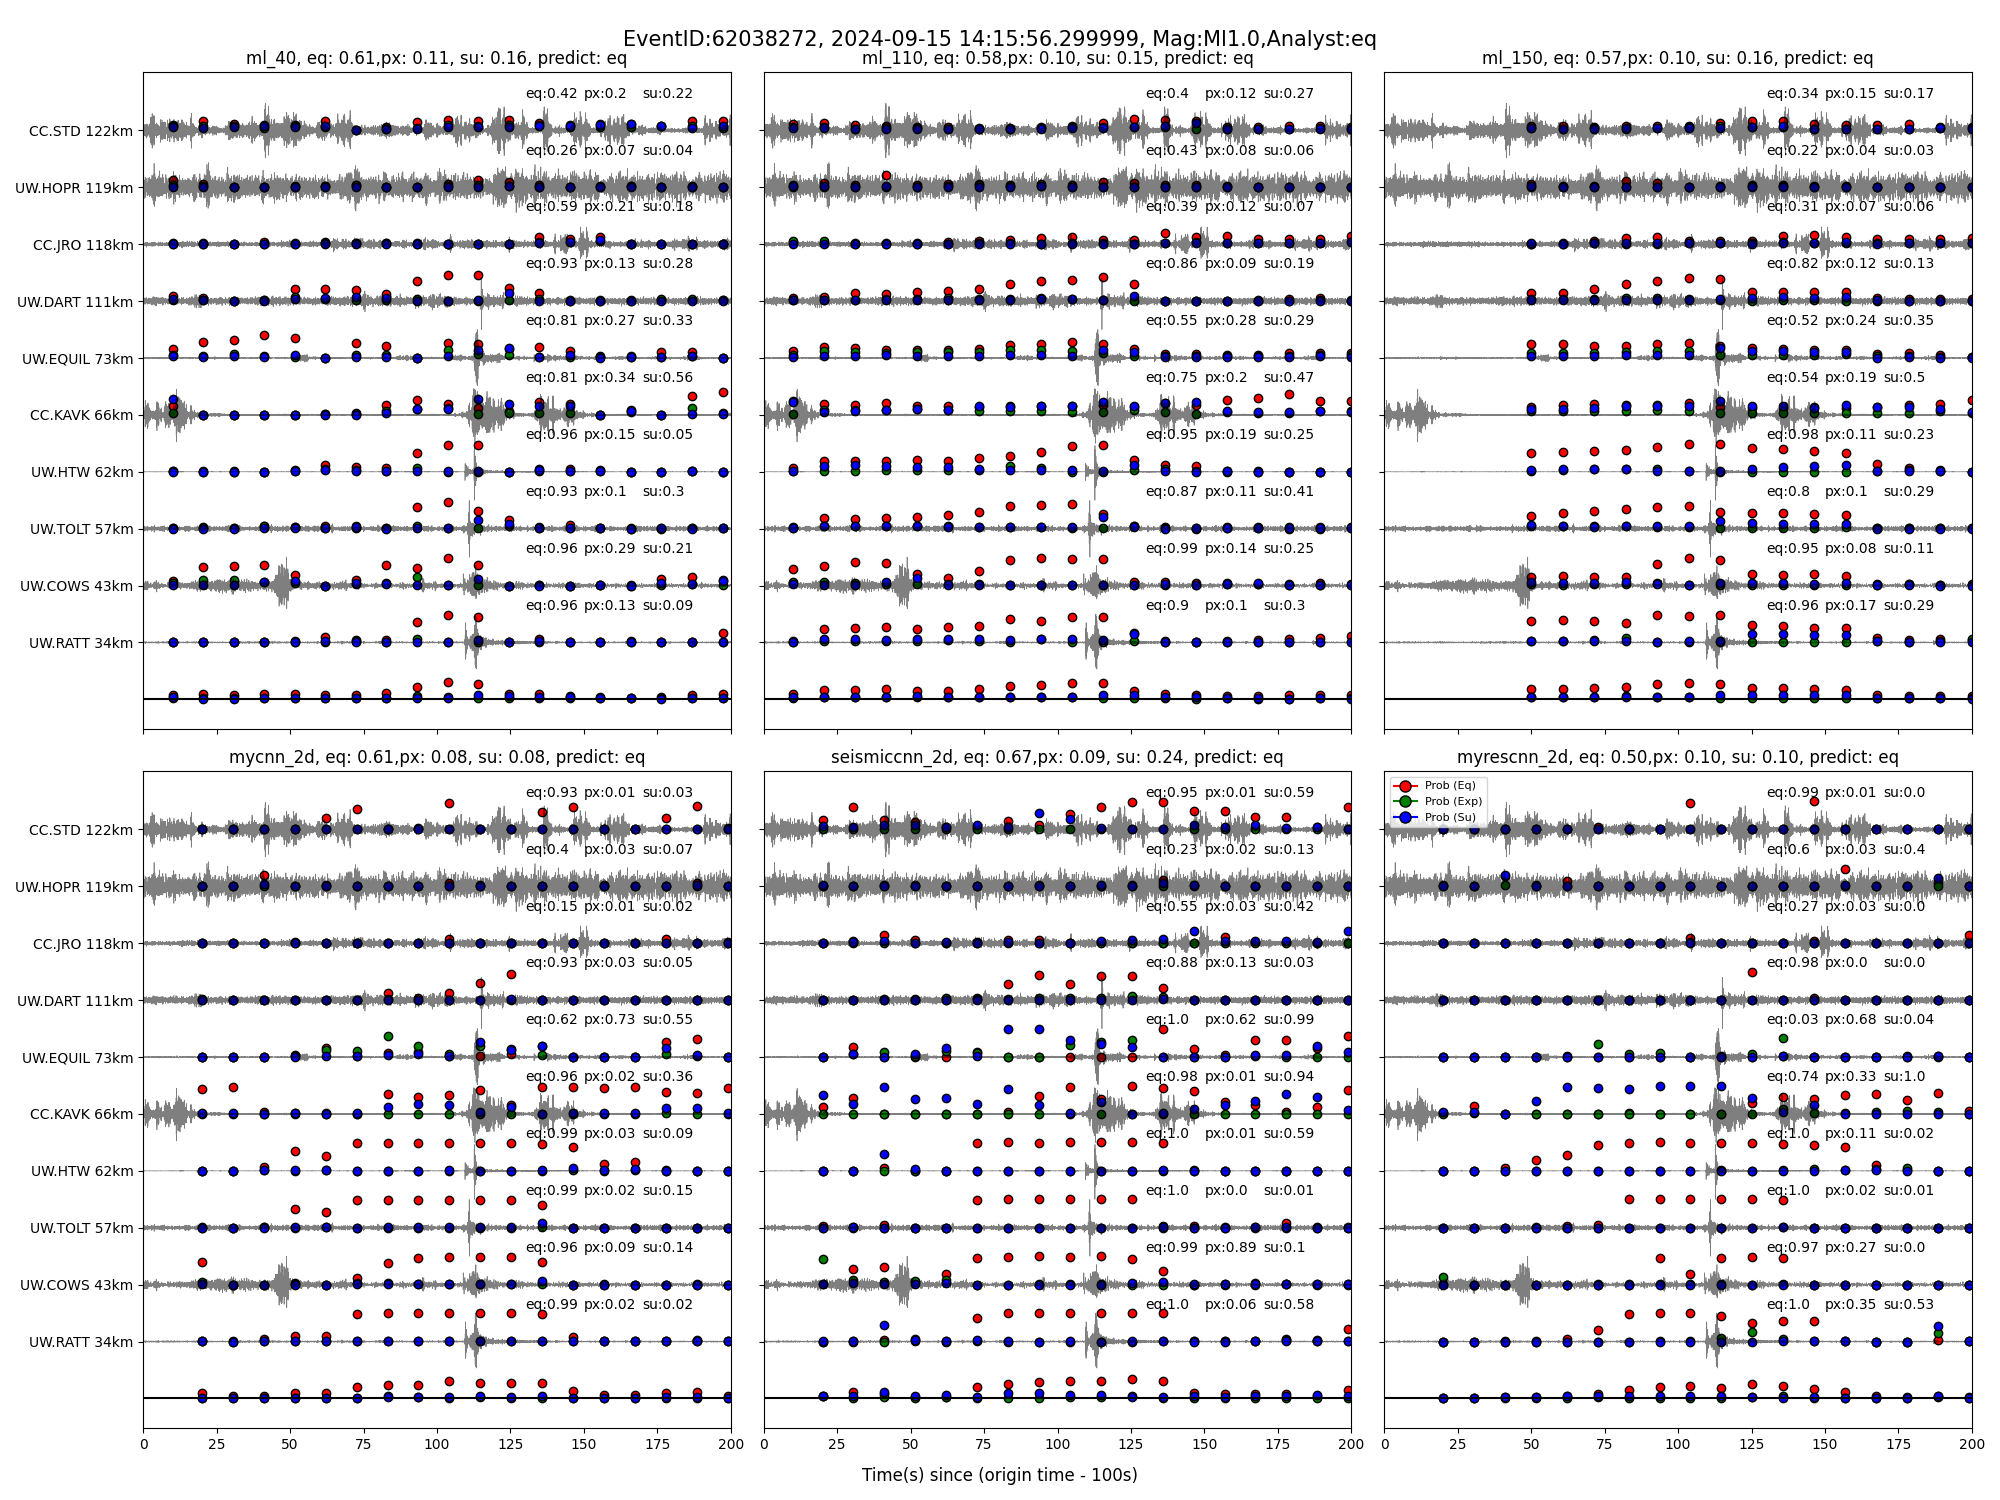 EventID:62038272, 2024-09-15 14:15:56.299999, Mag:Ml1.0,Analyst:eq
ml_40, eq: 0.61,px: 0.11, su: 0.16, predict: eq
CC.STD 122km
eq:0.42 px:0.2 su:0.22
UW.HOPR 119km
eq:0.26 px:0.07 su:0.04
CC.JRO 118km
eq:0.59 px:0.21 su:0.18
UW.DART 111km
eq:0.93 px:0.13 su:0.28
UW.EQUIL 73km
eq:0.81 px:0.27 su:0.33
CC.KAVK 66km
eq:0.81 px:0.34 su:0.56
UW.HTW 62km
eq:0.96 px:0.15 su:0.05
UW.TOLT 57km
eq:0.93 px:0.1 su:0.3
UW.COWS 43km
eq:0.96 px:0.29 su:0.21
UW.RATT 34km
eq:0.96 px:0.13 su:0.09
ml_110, eq: 0.58,px: 0.10, su: 0.15, predict: eq
eq:0.4 px:0.12 su:0.27
eq:0.43 px:0.08 su:0.06
eq:0.39 px:0.12 su:0.07
eq:0.86 px:0.09 su:0.19
eq:0.55 px:0.28 su:0.29
eq:0.75 px:0.2 su:0.47
eq:0.95 px:0.19 su:0.25
eq:0.87 px:0.11 su:0.41
eq:0.99 px:0.14 su:0.25
eq:0.9 px:0.1 su:0.3
ml_150, eq: 0.57,px: 0.10, su: 0.16, predict: eq
eq:0.34 px:0.15 su:0.17
eq:0.22 px:0.04 su:0.03
eq:0.31 px:0.07 su:0.06
eq:0.82 px:0.12 su:0.13
eq:0.52 px:0.24 su:0.35
eq:0.54 px:0.19 su:0.5
eq:0.98 px:0.11 su:0.23
eq:0.8 px:0.1 su:0.29
eq:0.95 px:0.08 su:0.11
eq:0.96 px:0.17 su:0.29
mycnn_2d, eq: 0.61,px: 0.08, su: 0.08, predict: eq
CC.STD 122km
eq:0.93 px:0.01 su:0.03
UW.HOPR 119km
eq:0.4 px:0.03 su:0.07
CC.JRO 118km
eq:0.15 px:0.01 su:0.02
UW.DART 111km
eq:0.93 px:0.03 su:0.05
UW.EQUIL 73km
eq:0.62 px:0.73 su:0.55
CC.KAVK 66km
eq:0.96 px:0.02 su:0.36
UW.HTW 62km
eq:0.99 px:0.03 su:0.09
UW.TOLT 57km
eq:0.99 px:0.02 su:0.15
UW.COWS 43km
eq:0.96 px:0.09 su:0.14
UW.RATT 34km
eq:0.99 px:0.02 su:0.02
0 25 50 75 100 125 150 175 200
seismiccnn_2d, eq: 0.67,px: 0.09, su: 0.24, predict: eq
eq:0.95 px:0.01 su:0.59
eq:0.23 px:0.02 su:0.13
eq:0.55 px:0.03 su:0.42
eq:0.88 px:0.13 su:0.03
eq:1.0 px:0.62 su:0.99
eq:0.98 px:0.01 su:0.94
eq:1.0 px:0.01 su:0.59
eq:1.0 px:0.0 su:0.01
eq:0.99 px:0.89 su:0.1
eq:1.0 px:0.06 su:0.58
0 25 50 75 100 125 150 175 200
myrescnn_2d, eq: 0.50,px: 0.10, su: 0.10, predict: eq
Prob (Eq)
Prob (Exp)
Prob (Su)
eq:0.99 px:0.01 su:0.0
eq:0.6 px:0.03 su:0.4
eq:0.27 px:0.03 su:0.0
eq:0.98 px:0.0 su:0.0
eq:0.03 px:0.68 su:0.04
eq:0.74 px:0.33 su:1.0
eq:1.0 px:0.11 su:0.02
eq:1.0 px:0.02 su:0.01
eq:0.97 px:0.27 su:0.0
eq:1.0 px:0.35 su:0.53
0 25 50 75 100 125 150 175 200
Time(s) since (origin time - 100s)